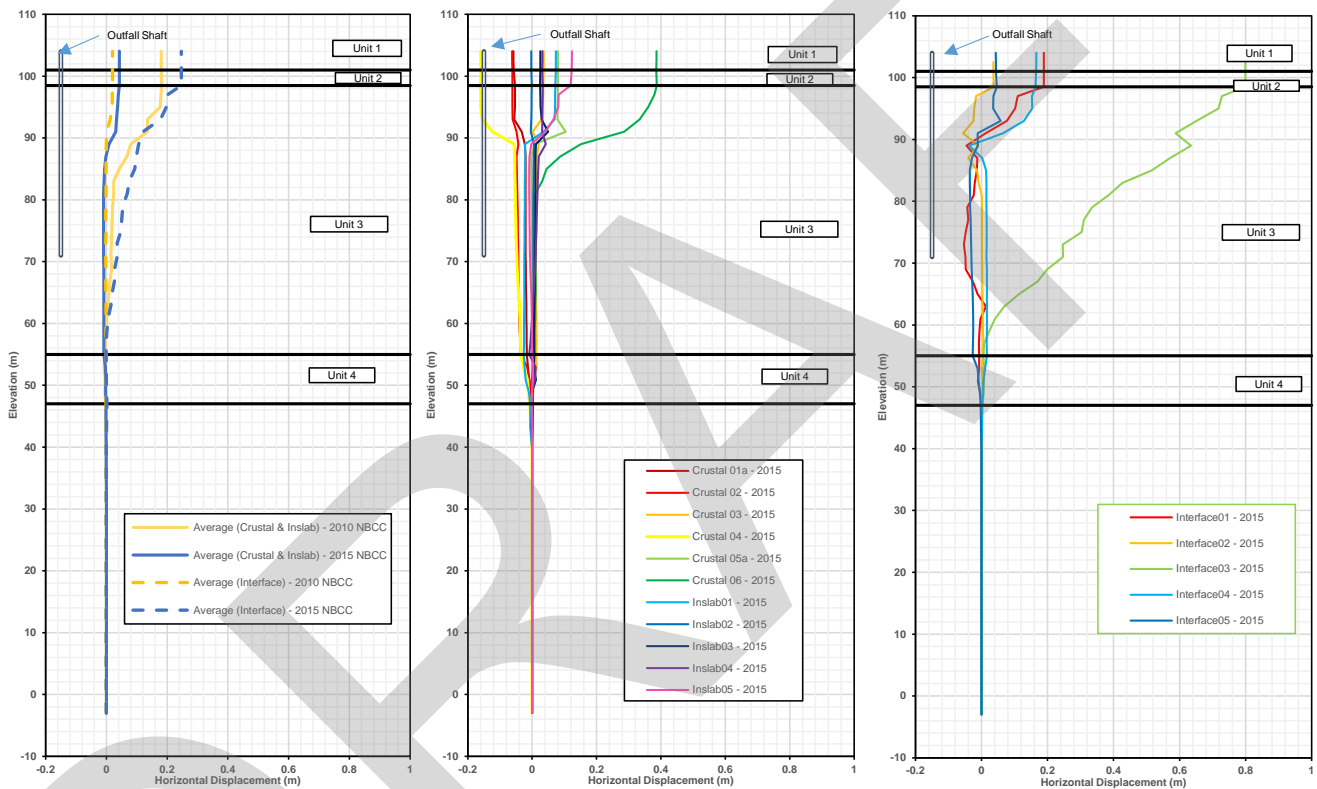 110
100
90
80
70
60
50
40
30
20
10
0
-10
-0.2 0 0.2 0.4 0.6 0.8 1
Elevation (m)
Horizontal Displacement (m)
Outfall Shaft
Unit 1
Unit 2
Unit 3
Unit 4
Average (Crustal & Inslab) - 2010 NBCC
Average (Crustal & Inslab) - 2015 NBCC
Average (Interface) - 2010 NBCC
Average (Interface) - 2015 NBCC
110
100
90
80
70
60
50
40
30
20
10
0
-10
-0.2 0 0.2 0.4 0.6 0.8 1
Elevation (m)
Horizontal Displacement (m)
Outfall Shaft
Unit 1
Unit 2
Unit 3
Unit 4
Crustal 01a - 2015
Crustal 02 - 2015
Crustal 03 - 2015
Crustal 04 - 2015
Crustal 05a - 2015
Crustal 06 - 2015
Inslab01 - 2015
Inslab02 - 2015
Inslab03 - 2015
Inslab04 - 2015
Inslab05 - 2015
110
100
90
80
70
60
50
40
30
20
10
0
-10
-0.2 0 0.2 0.4 0.6 0.8 1
Elevation (m)
Horizontal Displacement (m)
Outfall Shaft
Unit 1
Unit 2
Unit 3
Unit 4
Interface01 - 2015
Interface02 - 2015
Interface03 - 2015
Interface04 - 2015
Interface05 - 2015